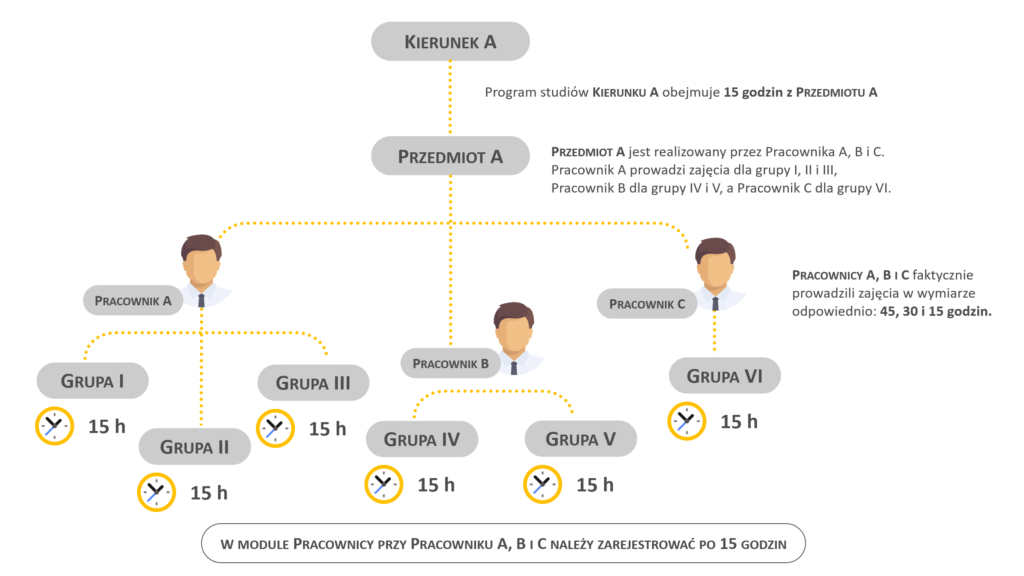 KIERUNEK A
Program studiów KIERUNKU A obejmuje 15 godzin z PRZEDMIOTU A
PRZEDMIOT A
PRZEDMIOT A jest realizowany przez Pracownika A, B i C.
Pracownik A prowadzi zajęcia dla grupy I, II i III,
Pracownik B dla grupy IV i V, a Pracownik C dla grupy VI.
PRACOWNICY A, B I C faktycznie
prowadzili zajęcia w wymiarze
odpowiednio: 45, 30 i 15 godzin.
PRACOWNIK A
PRACOWNIK C
PRACOWNIK B
GRUPA I
15 h
GRUPA II
15 h
GRUPA III
15 h
GRUPA IV
15 h
GRUPA V
15 h
GRUPA VI
15 h
W MODULE PRACOWNICY PRZY PRACOWNIKU A, B I C NALEŻY ZAREJESTROWAĆ PO 15 GODZIN